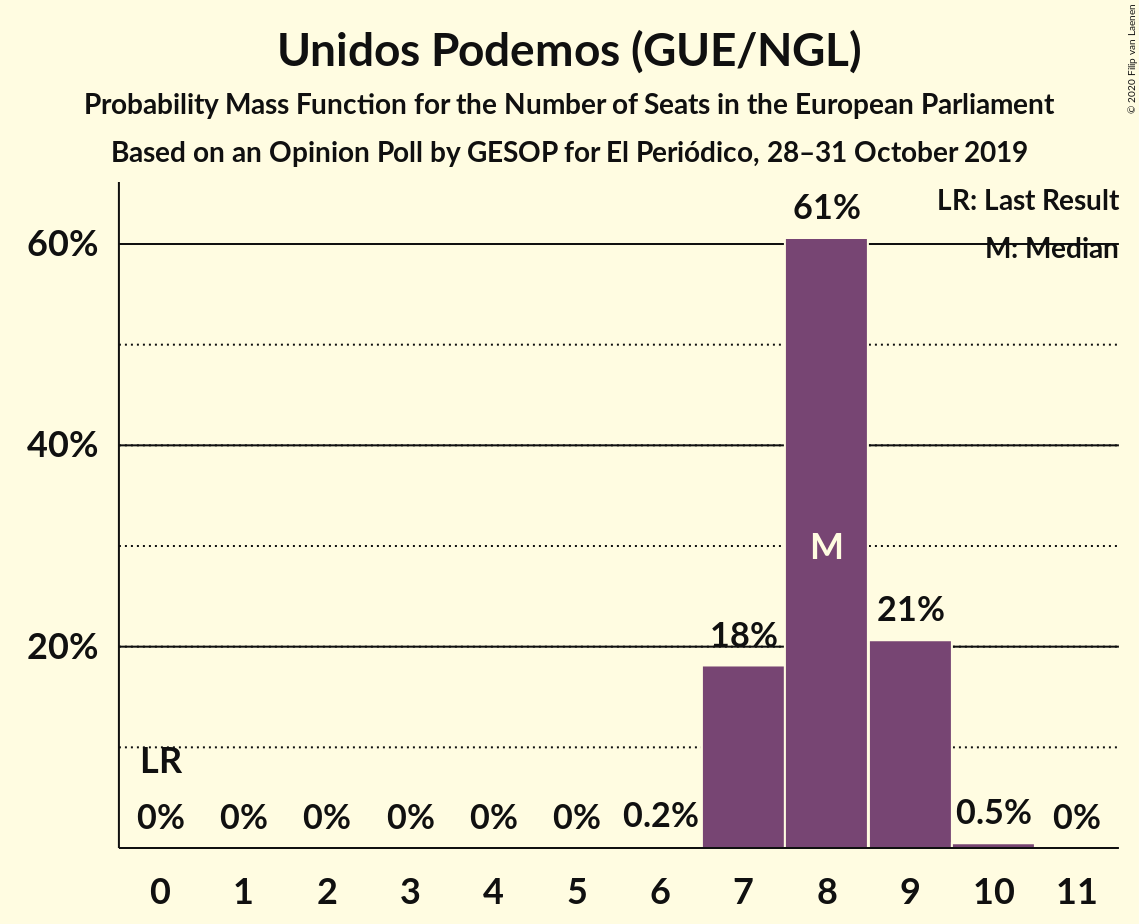 Unidos Podemos (GUE/NGL)
Probability Mass Function for the Number of Seats in the European Parliament
Based on an Opinion Poll by GESOP for El Periódico, 28–31 October 2019
© 2020 Filip van Laenen
LR: Last Result
M: Median
61%
60%
40%
M
21%
18%
20%
LR
0% 0% 0% 0% 0% 0% 0.2% 0.5% 0%
0 1 2 3 4 5 6 7 8 9 10 11